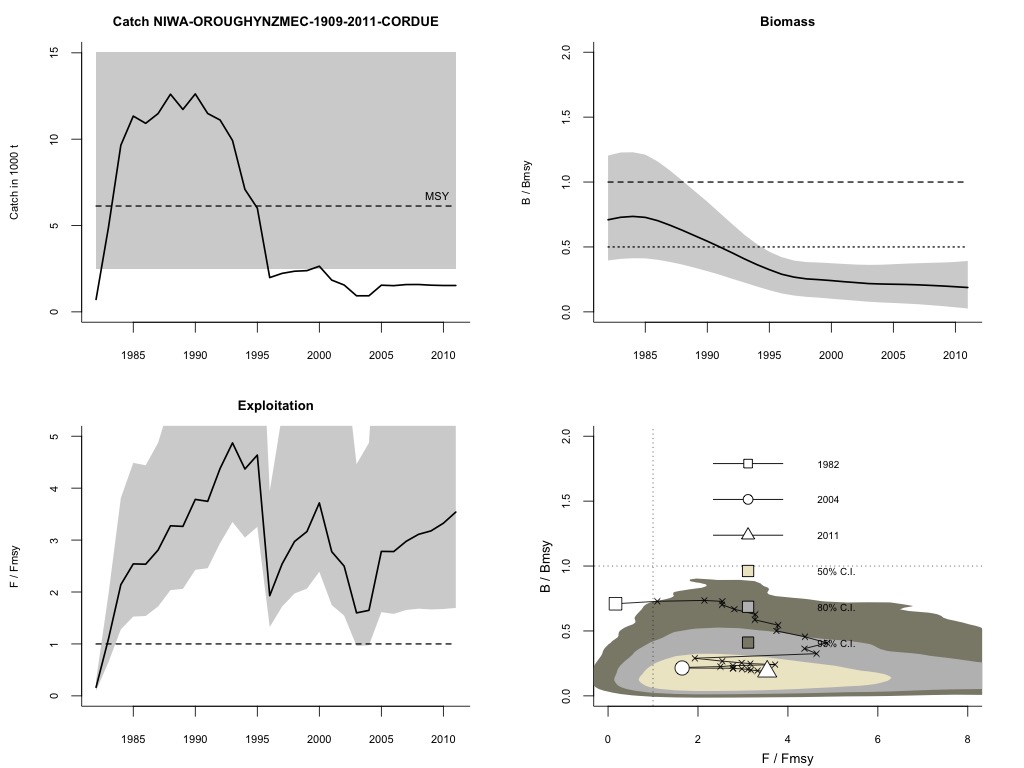 Catch NIWA-OROUGHYNZMEC-1909-2011-CORDUE
Catch in 1000 t
15
10
5
0
MSY
1985 1990 1995 2000 2005 2010
Biomass
B / Bmsy
2.0
1.5
1.0
0.5
0.0
1985 1990 1995 2000 2005 2010
Exploitation
F / Fmsy
5
4
3
2
1
0
1985 1990 1995 2000 2005 2010
B / Bmsy
2.0
1.5
1.0
0.5
0.0
1982
2004
2011
50% C.I.
80% C.I.
95% C.I.
0 2 4 6 8
F / Fmsy